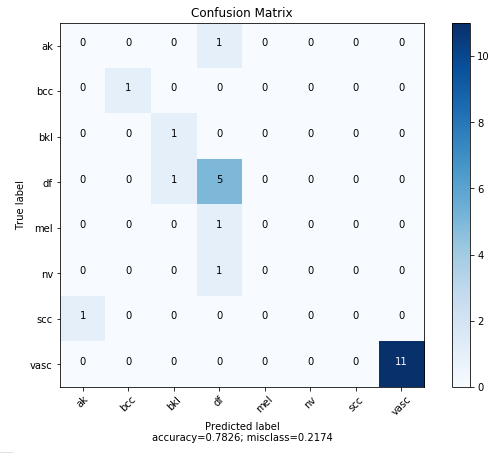 Confusion Matrix
ak 0 0 0 1 0 0 0 0
bcc 0 1 0 0 0 0 0 0
bkl 0 0 1 0 0 0 0 0
df 0 0 1 5 0 0 0 0
mel 0 0 0 1 0 0 0 0
nv 0 0 0 1 0 0 0 0
scc 1 0 0 0 0 0 0 0
vasc 0 0 0 0 0 0 0 11
True label
ak bcc bkl df mel nv scc vasc
Predicted label
accuracy=0.7826; misclass=0.2174
10
8
6
4
2
0